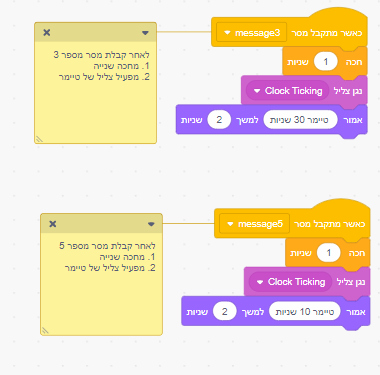 כאשר מתקבל מסר message3
חכה 1 שניות
נגן צליל Clock Ticking
אמור טיימר 30 שניות למשך 2 שניות
לאחר קבלת מסר מספר 3
1. מחכה שנייה
2. מפעיל צליל של טיימר
כאשר מתקבל מסר message5
חכה 1 שניות
נגן צליל Clock Ticking
אמור טיימר 10 שניות למשך 2 שניות
לאחר קבלת מסר מספר 5
1. מחכה שנייה
2. מפעיל צליל של טיימר